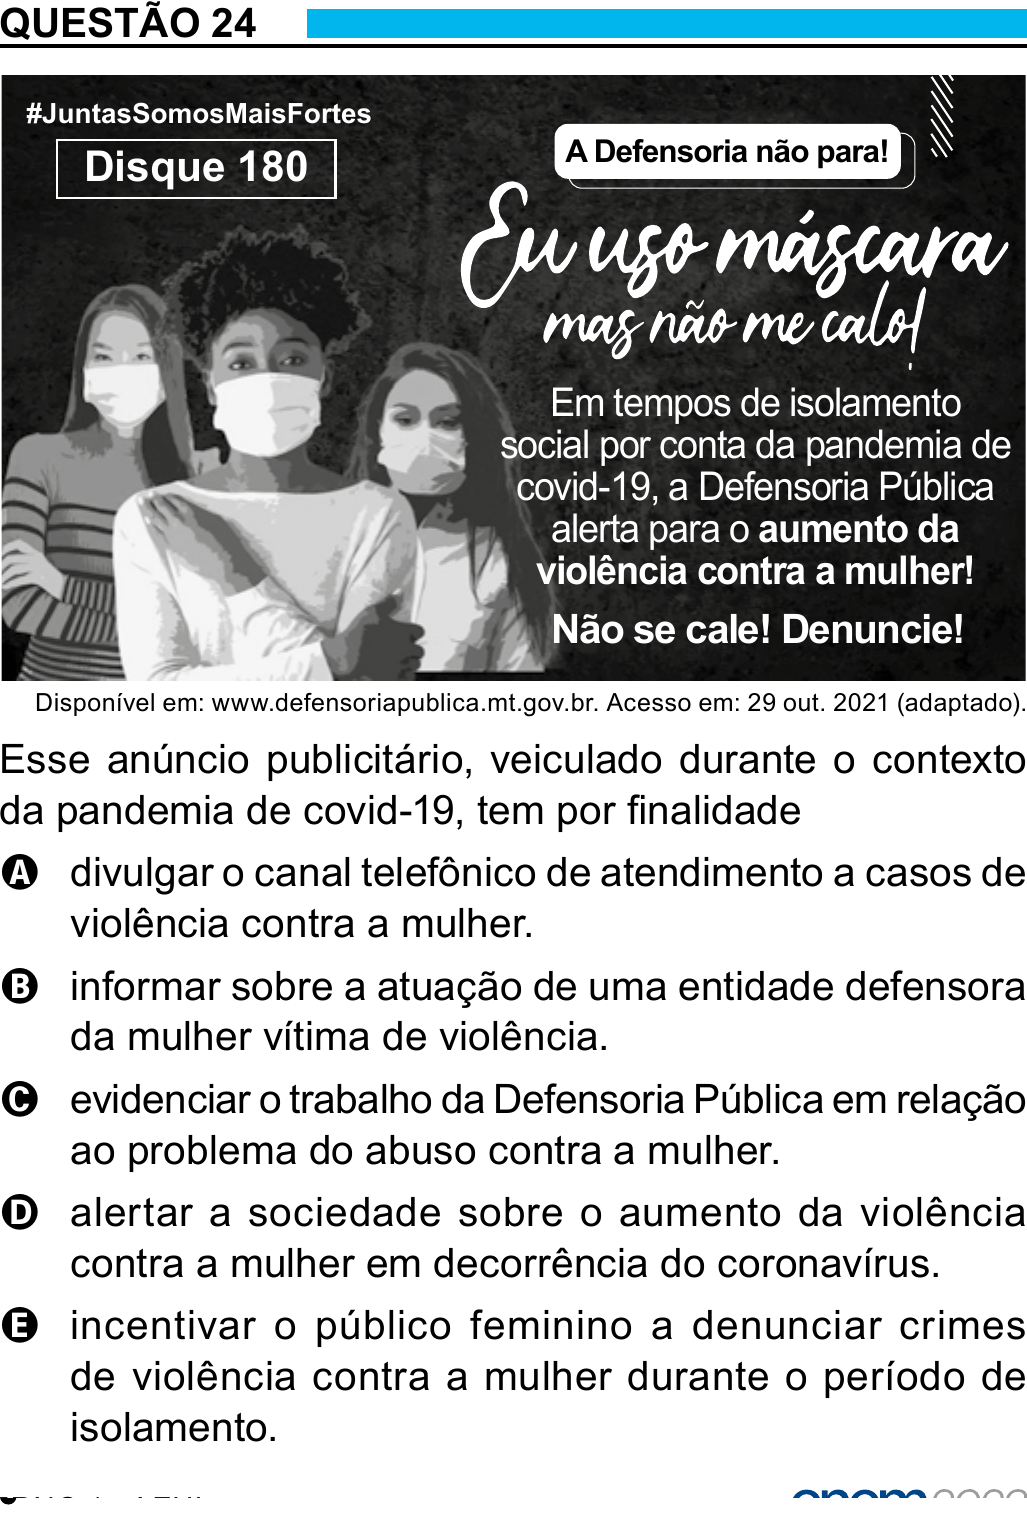 QUESTÃO 24
#JuntasSomosMaisFortes
Disque 180
A Defensoria não para!
Eu uso máscara
mas não me calo!
Em tempos de isolamento
social por conta da pandemia de
covid-19, a Defensoria Pública
alerta para o aumento da
violência contra a mulher!
Não se cale! Denuncie!
Disponível em: www.defensoriapublica.mt.gov.br. Acesso em: 29 out. 2021 (adaptado).
Esse anúncio publicitário, veiculado durante o contexto
da pandemia de covid-19, tem por finalidade
A divulgar o canal telefônico de atendimento a casos de
violência contra a mulher.
B informar sobre a atuação de uma entidade defensora
da mulher vítima de violência.
C evidenciar o trabalho da Defensoria Pública em relação
ao problema do abuso contra a mulher.
D alertar a sociedade sobre o aumento da violência
contra a mulher em decorrência do coronavírus.
E incentivar o público feminino a denunciar crimes
de violência contra a mulher durante o período de
isolamento.